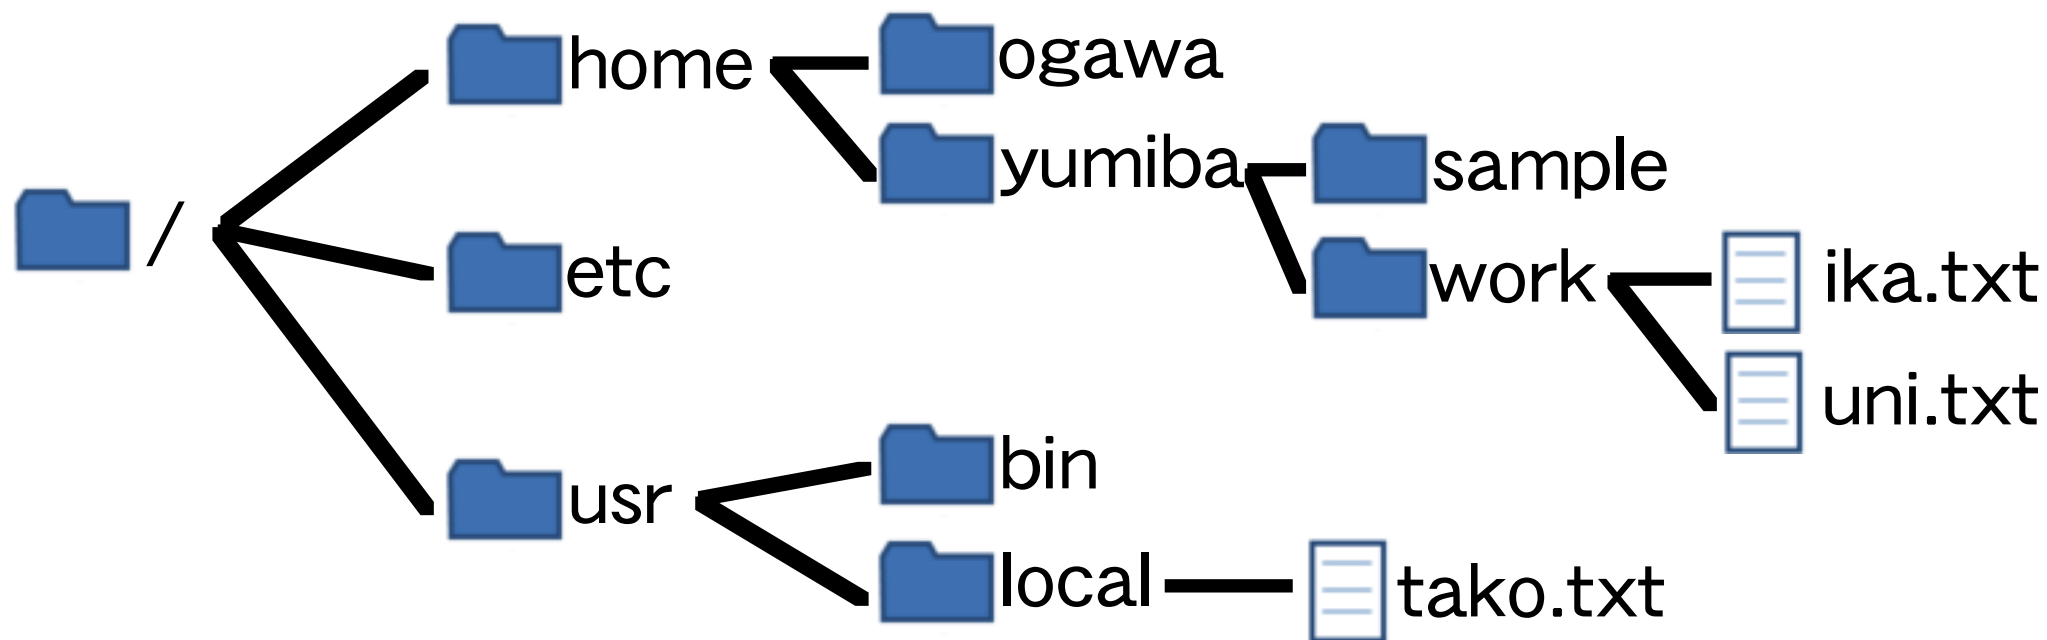 /
home
ogawa
yumiba
sample
etc
work
ika.txt
uni.txt
usr
bin
local
tako.txt